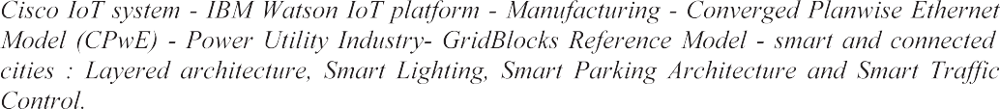 Cisco IoT system - IBM Watson IoT platform - Manufacturing - Converged Planwise Ethernet
Model (CPwE) - Power Utility Industry- GridBlocks Reference Model - smart and connected
cities : Layered architecture, Smart Lighting, Smart Parking Architecture and Smart Traffic
Control.